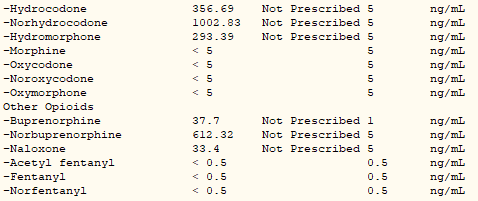 -Hydrocodone 356.69 Not Prescribed 5 ng/mL
-Norhydrocodone 1002.83 Not Prescribed 5 ng/mL
-Hydromorphone 293.39 Not Prescribed 5 ng/mL
-Morphine < 5 5 ng/mL
-Oxycodone < 5 5 ng/mL
-Noroxycodone < 5 5 ng/mL
-Oxymorphone < 5 5 ng/mL
Other Opioids
-Buprenorphine 37.7 Not Prescribed 1 ng/mL
-Norbuprenorphine 612.32 Not Prescribed 5 ng/mL
-Naloxone 33.4 Not Prescribed 5 ng/mL
-Acetyl fentanyl < 0.5 0.5 ng/mL
-Fentanyl < 0.5 0.5 ng/mL
-Norfentanyl < 0.5 0.5 ng/mL